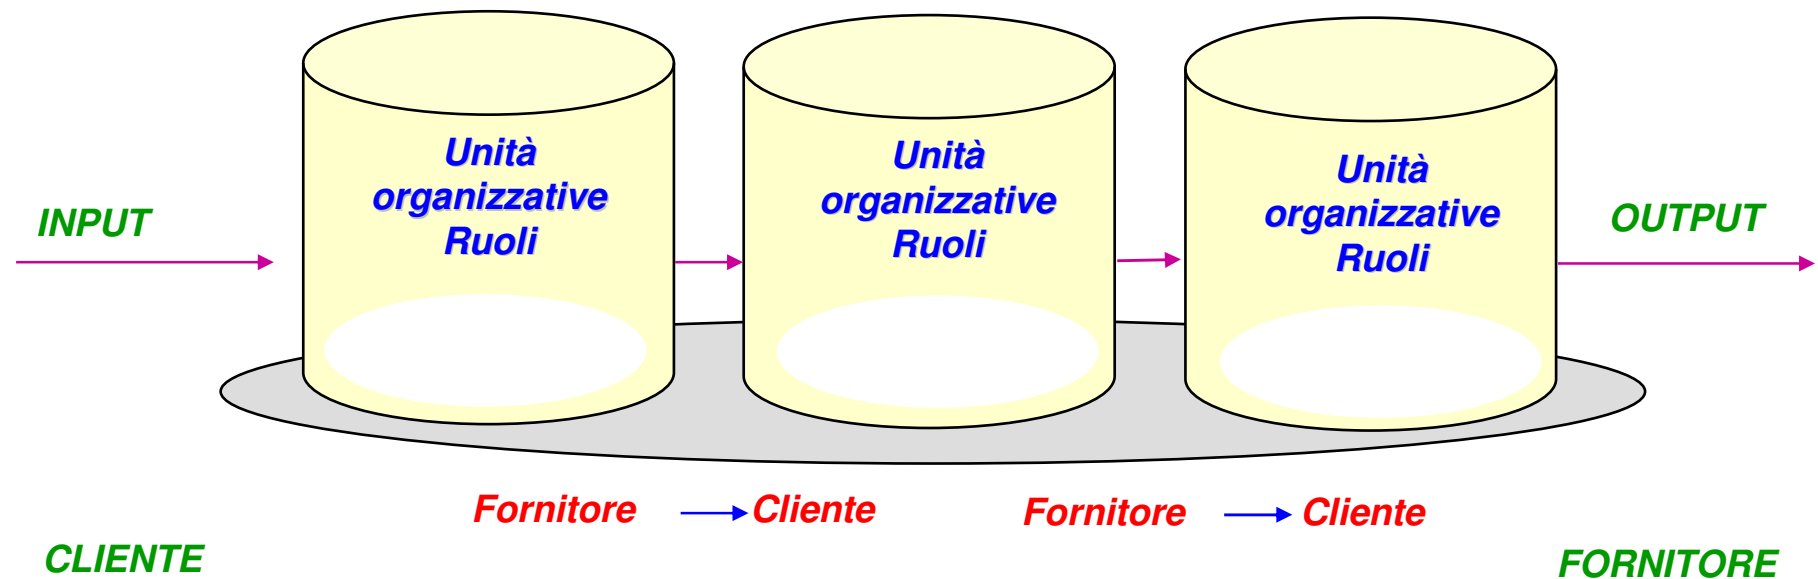 Unità
organizzative
Ruoli
Unità
organizzative
Ruoli
Unità
organizzative
Ruoli
INPUT
OUTPUT
Fornitore
Cliente
Fornitore
Cliente
CLIENTE
FORNITORE